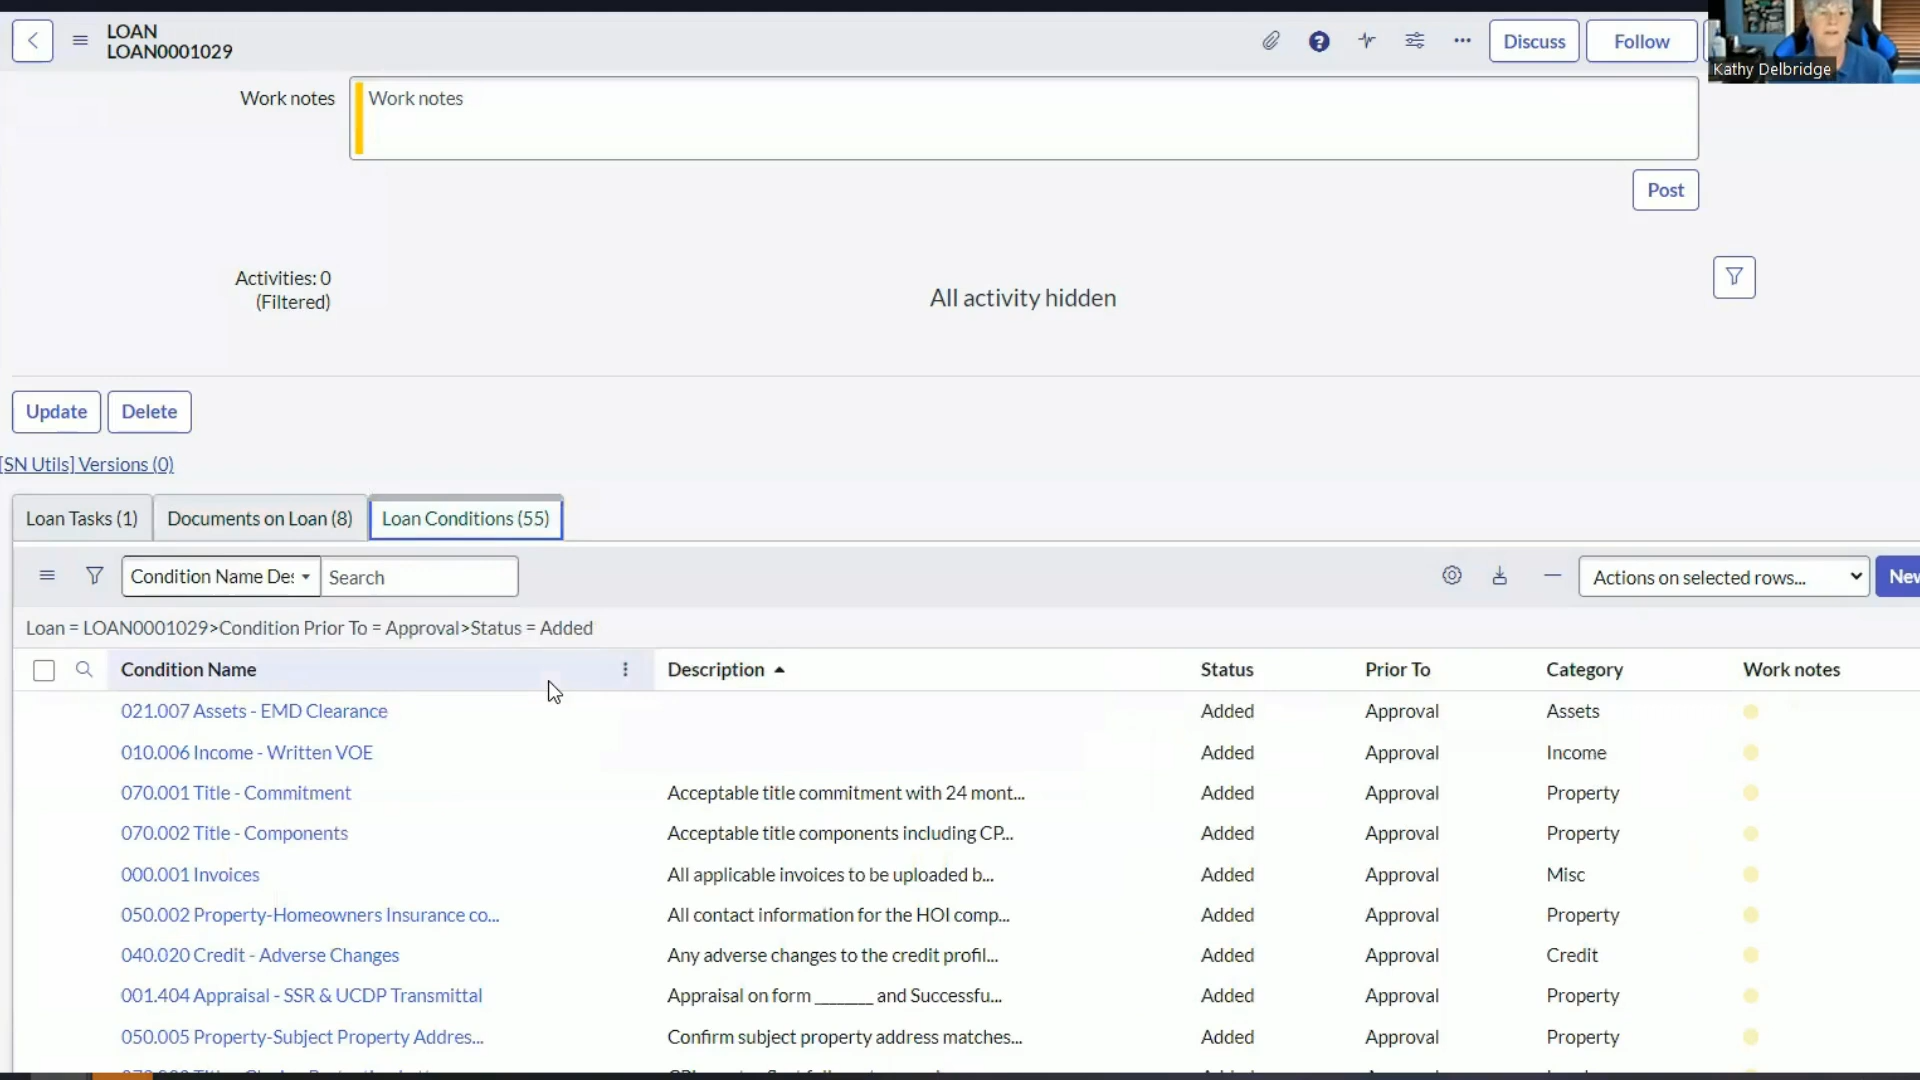 LOAN
LOAN0001029
Discuss
Follow
Kathy Delbridge
Work notes
Work notes
Post
Activities: 0
(Filtered)
All activity hidden
Update
Delete
[SN Utils] Versions (0)
Loan Tasks (1)
Documents on Loan (8)
Loan Conditions (55)
Condition Name Des
Search
Actions on selected rows...
New
Loan = LOAN0001029>Condition Prior To = Approval>Status = Added
Condition Name Description Status Prior To Category Work notes
021.007 Assets - EMD Clearance Added Approval Assets
010.006 Income - Written VOE Added Approval Income
070.001 Title - Commitment Acceptable title commitment with 24 mont... Added Approval Property
070.002 Title - Components Acceptable title components including CP... Added Approval Property
000.001 Invoices All applicable invoices to be uploaded b... Added Approval Misc
050.002 Property-Homeowners Insurance co... All contact information for the HOI comp... Added Approval Property
040.020 Credit - Adverse Changes Any adverse changes to the credit profil... Added Approval Credit
001.404 Appraisal - SSR & UCDP Transmittal Appraisal on form _______ and Successfu... Added Approval Property
050.005 Property-Subject Property Addres... Confirm subject property address matches... Added Approval Property